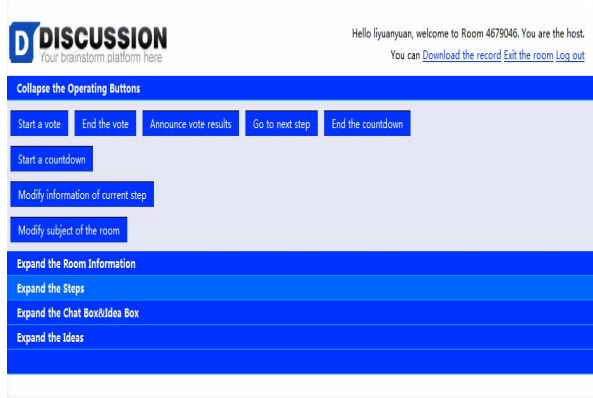 DISCUSSION
Your brainstorm platform here
Hello liyuanyuan, welcome to Room 4679046. You are the host.
You can Download the record Exit the room Log out
Collapse the Operating Buttons
Start a vote End the vote Announce vote results Go to next step End the countdown
Start a countdown
Modify information of current step
Modify subject of the room
Expand the Room Information
Expand the Steps
Expand the Chat Box&Idea Box
Expand the Ideas